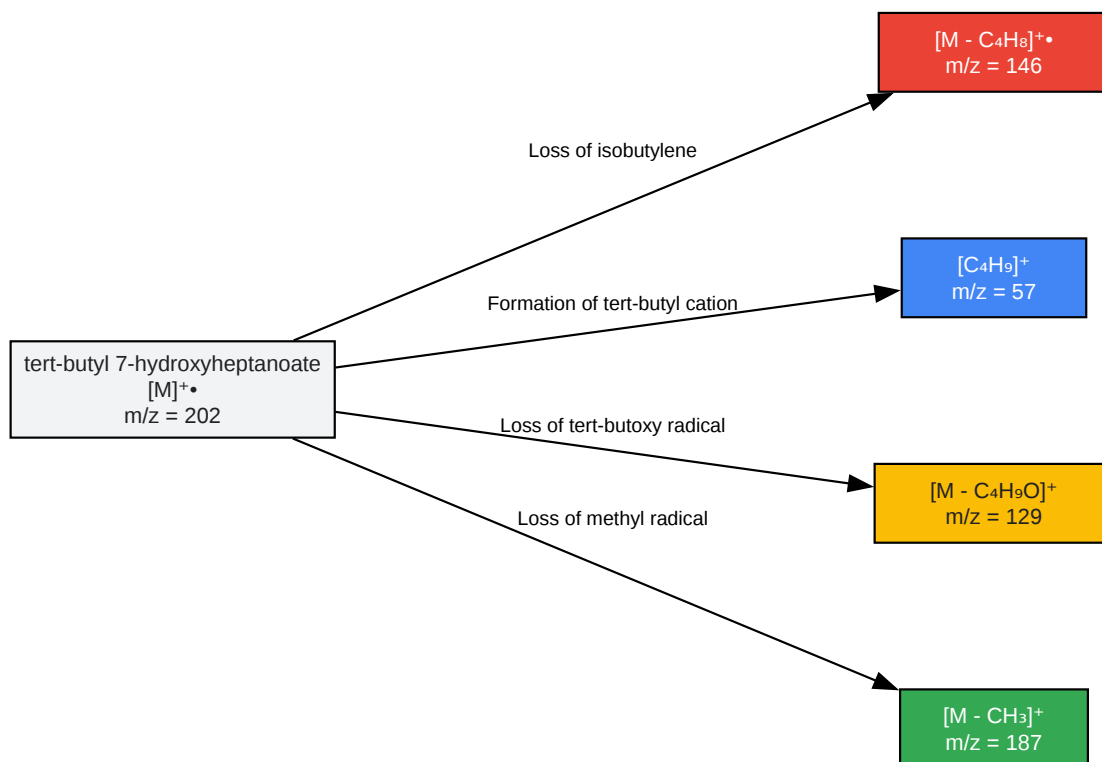 [M - C₄H₈]⁺•
m/z = 146
Loss of isobutylene
[C₄H₉]⁺
m/z = 57
Formation of tert-butyl cation
tert-butyl 7-hydroxyheptanoate
[M]⁺•
m/z = 202
Loss of tert-butoxy radical
[M - C₄H₉O]⁺
m/z = 129
Loss of methyl radical
[M - CH₃]⁺
m/z = 187